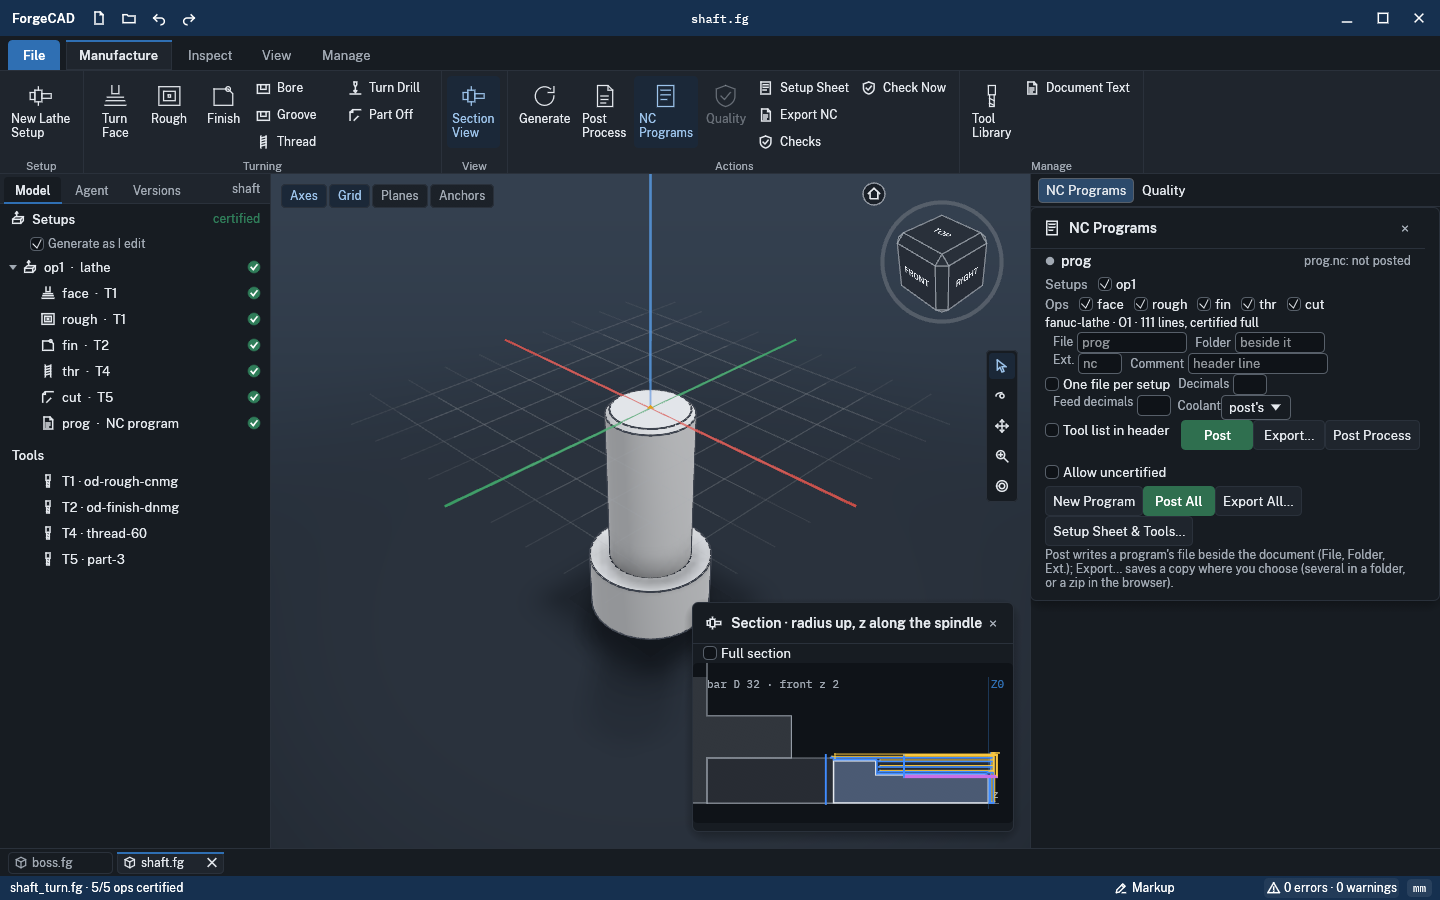 ForgeCAD
shaft.fg
File
Manufacture
Inspect
View
Manage
New Lathe
Setup
Turn
Face
Rough
Finish
Bore
Groove
Thread
Turn Drill
Part Off
Section
View
Generate
Post
Process
NC
Programs
Quality
Setup Sheet
Export NC
Checks
Check Now
Tool
Library
Document Text
Setup
Turning
View
Actions
Manage
Model
Agent
Versions
shaft
Setups
certified
Generate as I edit
op1 · lathe
face · T1
rough · T1
fin · T2
thr · T4
cut · T5
prog · NC program
Tools
T1 · od-rough-cnmg
T2 · od-finish-dnmg
T4 · thread-60
T5 · part-3
Axes
Grid
Planes
Anchors
TOP
FRONT
RIGHT
Section · radius up, z along the spindle
Full section
bar D 32 · front z 2
Z0
NC Programs
Quality
NC Programs
prog
prog.nc: not posted
Setups
op1
Ops
face
rough
fin
thr
cut
fanuc-lathe · O1 · 111 lines, certified full
File
prog
Folder
beside it
Ext.
nc
Comment
header line
One file per setup
Decimals
Feed decimals
Coolant
post's
Tool list in header
Post
Export...
Post Process
Allow uncertified
New Program
Post All
Export All...
Setup Sheet & Tools...
Post writes a program's file beside the document (File, Folder,
Ext.); Export... saves a copy where you choose (several in a folder,
or a zip in the browser).
boss.fg
shaft.fg
shaft_turn.fg · 5/5 ops certified
Markup
0 errors · 0 warnings
mm